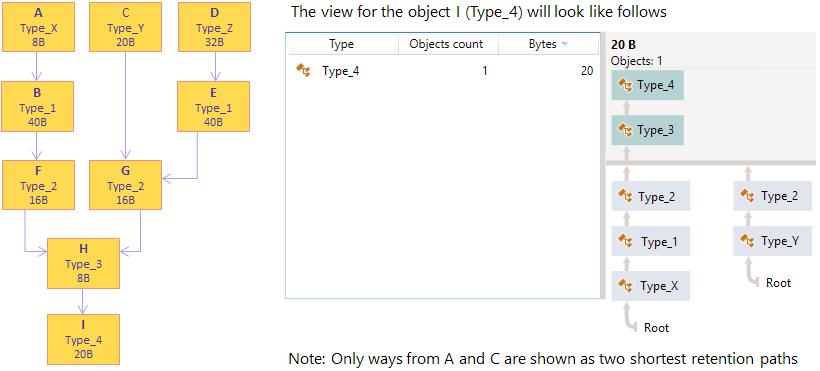 A
Type_X
8B
C
Type_Y
20B
D
Type_Z
32B
B
Type_1
40B
E
Type_1
40B
F
Type_2
16B
G
Type_2
16B
H
Type_3
8B
I
Type_4
20B
The view for the object I (Type_4) will look like follows
Type Objects count Bytes
Type_4 1 20
20 B
Objects: 1
Type_4
Type_3
Type_2 Type_2
Type_1 Type_Y
Type_X Root
Root
Note: Only ways from A and C are shown as two shortest retention paths